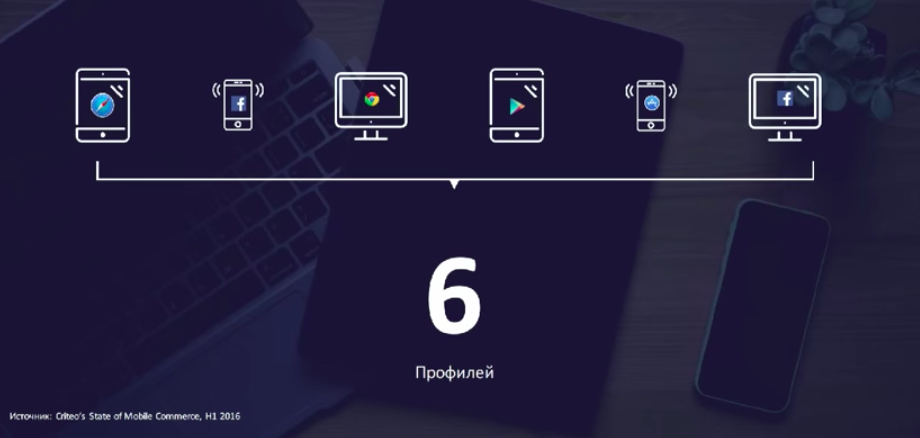 6
Профилей
Источник: Criteo's State of Mobile Commerce, H1 2016